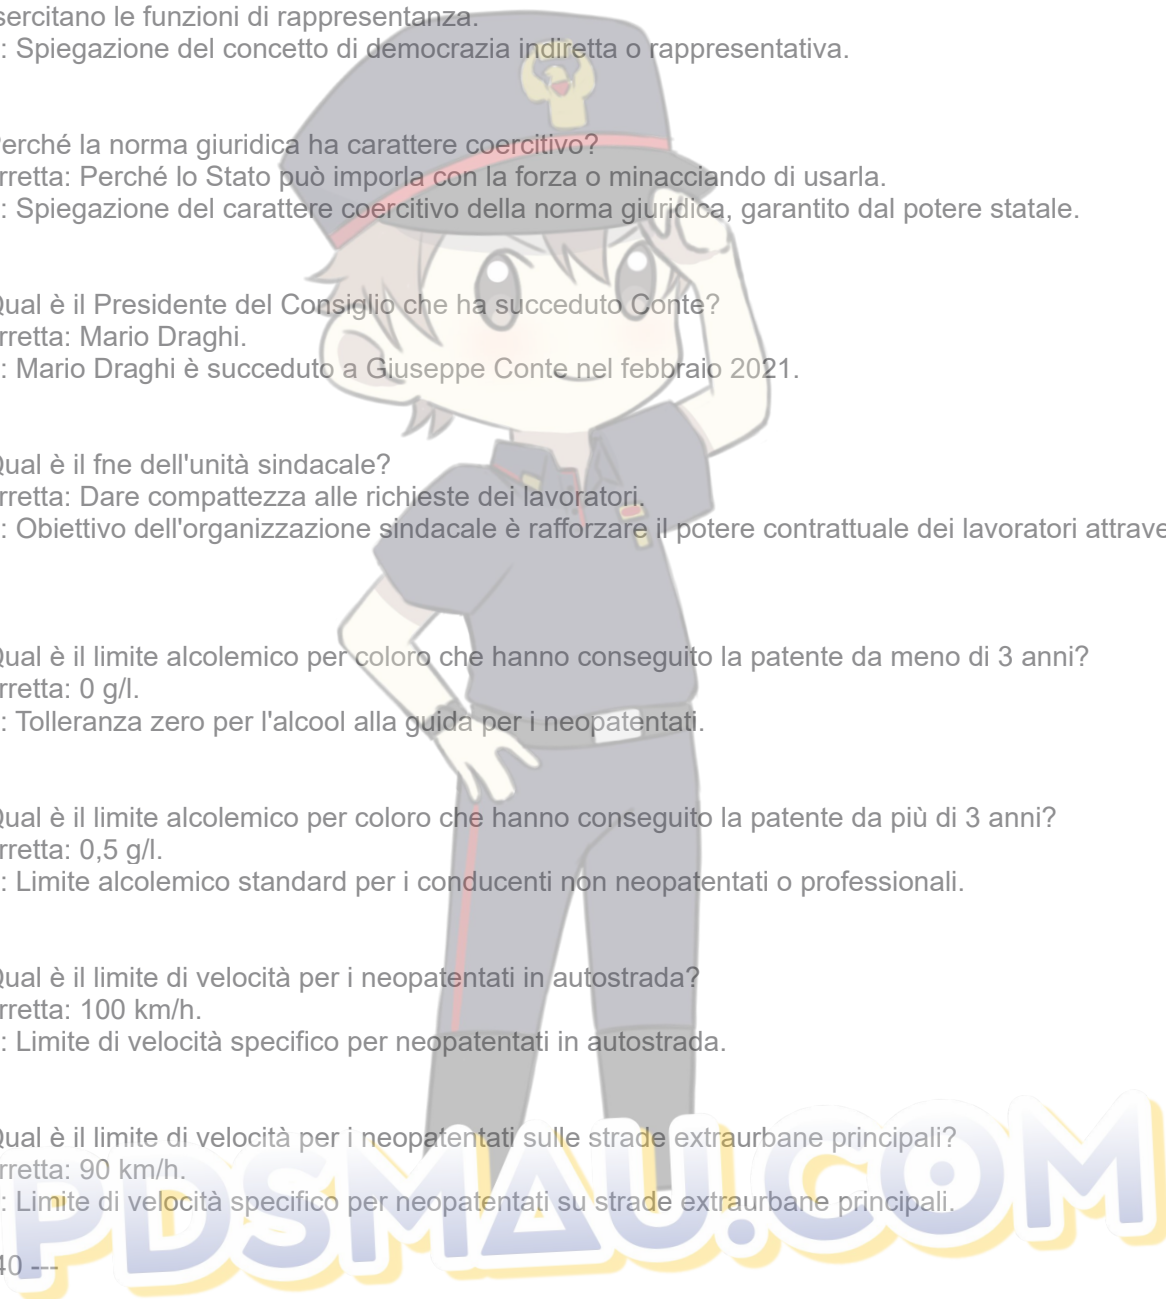 sercitano le funzioni di rappresentanza.
: Spiegazione del concetto di democrazia indiretta o rappresentativa.
Perché la norma giuridica ha carattere coercitivo?
rretta: Perché lo Stato può imporla con la forza o minacciando di usarla.
: Spiegazione del carattere coercitivo della norma giuridica, garantito dal potere statale.
Qual è il Presidente del Consiglio che ha succeduto Conte?
rretta: Mario Draghi.
: Mario Draghi è succeduto a Giuseppe Conte nel febbraio 2021.
Qual è il fne dell'unità sindacale?
rretta: Dare compattezza alle richieste dei lavoratori.
: Obiettivo dell'organizzazione sindacale è rafforzare il potere contrattuale dei lavoratori attrave
Qual è il limite alcolemico per coloro che hanno conseguito la patente da meno di 3 anni?
rretta: 0 g/l.
: Tolleranza zero per l'alcool alla guida per i neopatentati.
Qual è il limite alcolemico per coloro che hanno conseguito la patente da più di 3 anni?
rretta: 0,5 g/l.
: Limite alcolemico standard per i conducenti non neopatentati o professionali.
Qual è il limite di velocità per i neopatentati in autostrada?
rretta: 100 km/h.
: Limite di velocità specifico per neopatentati in autostrada.
Qual è il limite di velocità per i neopatentati sulle strade extraurbane principali?
rretta: 90 km/h.
: Limite di velocità specifico per neopatentati su strade extraurbane principali.
PDSMAU.COM
40 ---